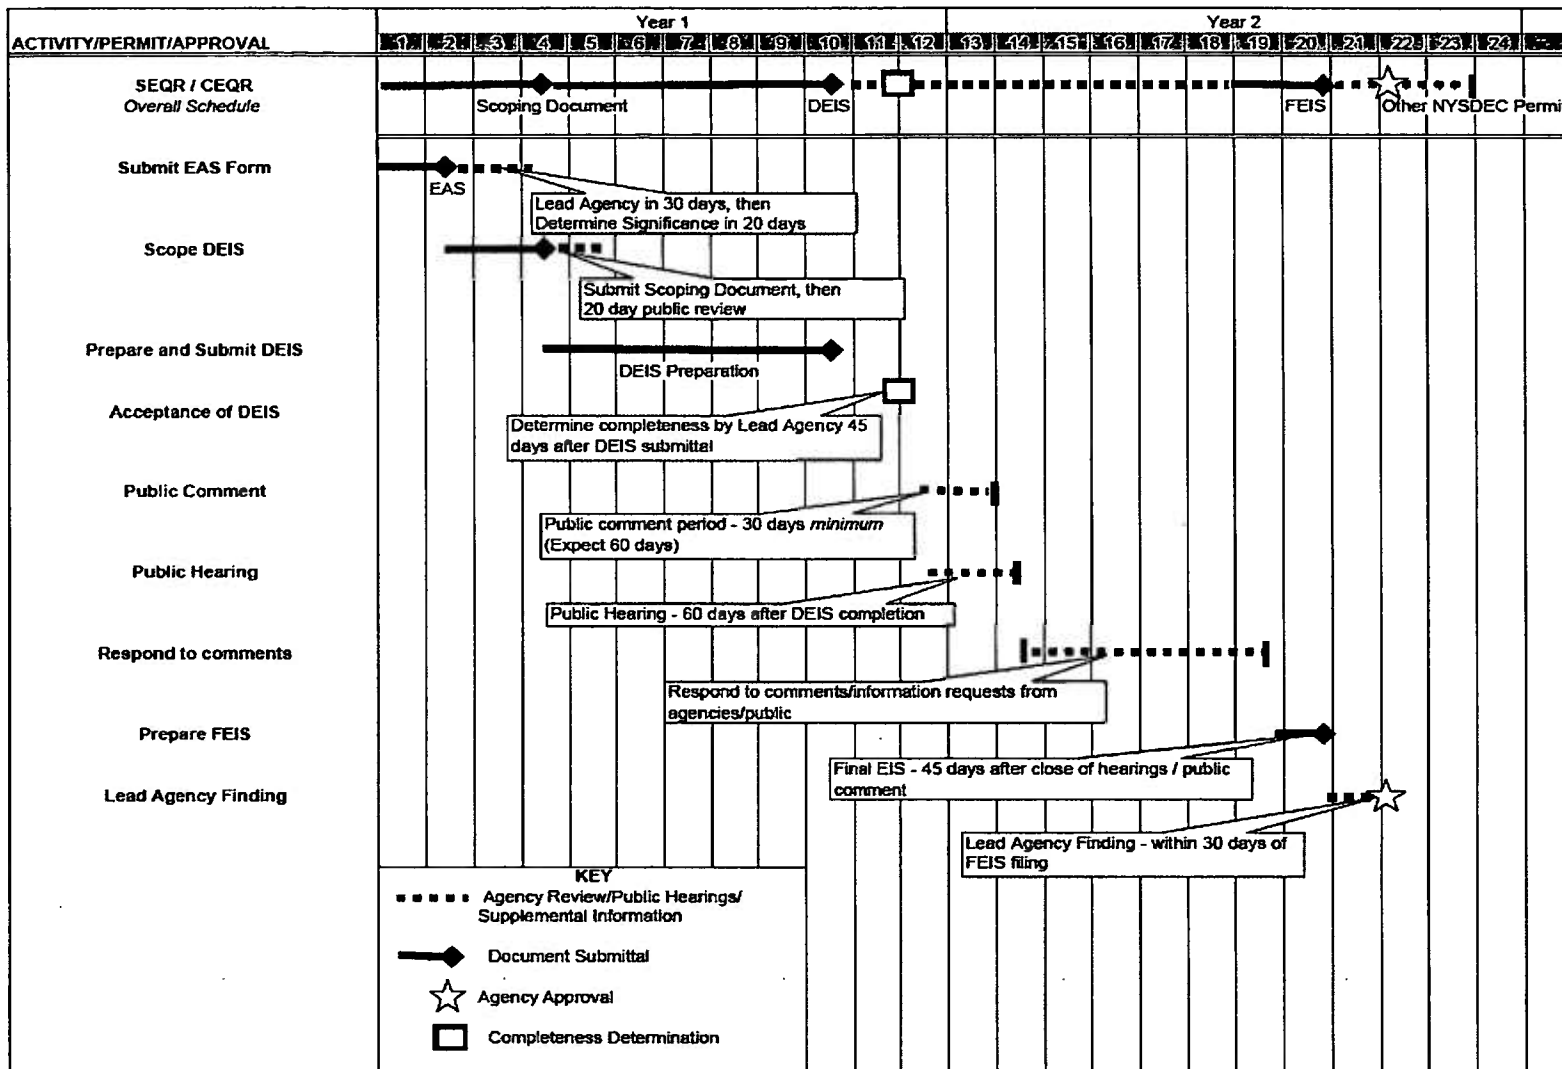 Year 1 Year 2
ACTIVITY/PERMIT/APPROVAL 1 2 3 4 5 6 7 8 9 10 11 12 13 14 15 16 17 18 19 20 21 22 23 24
SEQR / CEQR
Overall Schedule
Scoping Document DEIS FEIS Other NYSDEC Permi
Submit EAS Form
EAS
Lead Agency in 30 days, then
Determine Significance in 20 days
Scope DEIS
Submit Scoping Document, then
20 day public review
Prepare and Submit DEIS
DEIS Preparation
Acceptance of DEIS
Determine completeness by Lead Agency 45
days after DEIS submittal
Public Comment
Public comment period - 30 days minimum
(Expect 60 days)
Public Hearing
Public Hearing - 60 days after DEIS completion
Respond to comments
Respond to comments/information requests from
agencies/public
Prepare FEIS
Final EIS - 45 days after close of hearings / public
comment
Lead Agency Finding
Lead Agency Finding - within 30 days of
FEIS filing
KEY
Agency Review/Public Hearings/
Supplemental Information
Document Submittal
Agency Approval
Completeness Determination